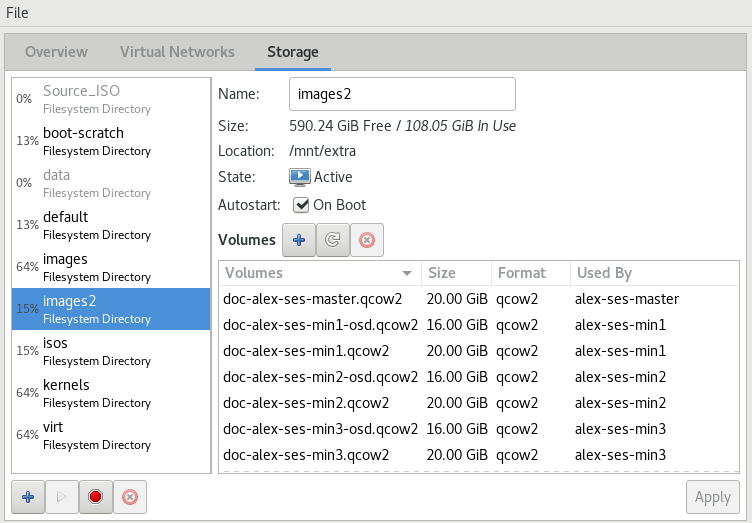 File
Overview Virtual Networks Storage
0% Source_ISO
Filesystem Directory
13% boot-scratch
Filesystem Directory
0% data
Filesystem Directory
13% default
Filesystem Directory
64% images
Filesystem Directory
15% images2
Filesystem Directory
15% isos
Filesystem Directory
64% kernels
Filesystem Directory
64% virt
Filesystem Directory
Name: images2
Size: 590.24 GiB Free / 108.05 GiB In Use
Location: /mnt/extra
State: Active
Autostart: On Boot
Volumes
Volumes Size Format Used By
doc-alex-ses-master.qcow2 20.00 GiB qcow2 alex-ses-master
doc-alex-ses-min1-osd.qcow2 16.00 GiB qcow2 alex-ses-min1
doc-alex-ses-min1.qcow2 20.00 GiB qcow2 alex-ses-min1
doc-alex-ses-min2-osd.qcow2 16.00 GiB qcow2 alex-ses-min2
doc-alex-ses-min2.qcow2 20.00 GiB qcow2 alex-ses-min2
doc-alex-ses-min3-osd.qcow2 16.00 GiB qcow2 alex-ses-min3
doc-alex-ses-min3.qcow2 20.00 GiB qcow2 alex-ses-min3
Apply